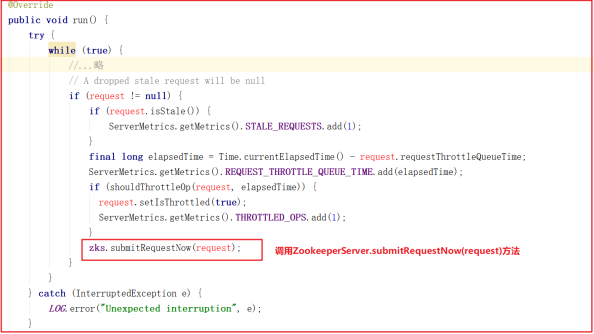 @Override
public void run() {
try {
while (true) {
//...略
// A dropped stale request will be null
if (request != null) {
if (request.isStale()) {
ServerMetrics.getMetrics().STALE_REQUESTS.add(1);
}
final long elapsedTime = Time.currentElapsedTime() - request.requestThrottleQueueTime;
ServerMetrics.getMetrics().REQUEST_THROTTLE_QUEUE_TIME.add(elapsedTime);
if (shouldThrottleOp(request, elapsedTime)) {
request.setIsThrottled(true);
ServerMetrics.getMetrics().THROTTLED_OPS.add(1);
}
zks.submitRequestNow(request); 调用ZookeeperServer.submitRequestNow(request)方法
}
}
} catch (InterruptedException e) {
LOG.error("Unexpected interruption", e);
}